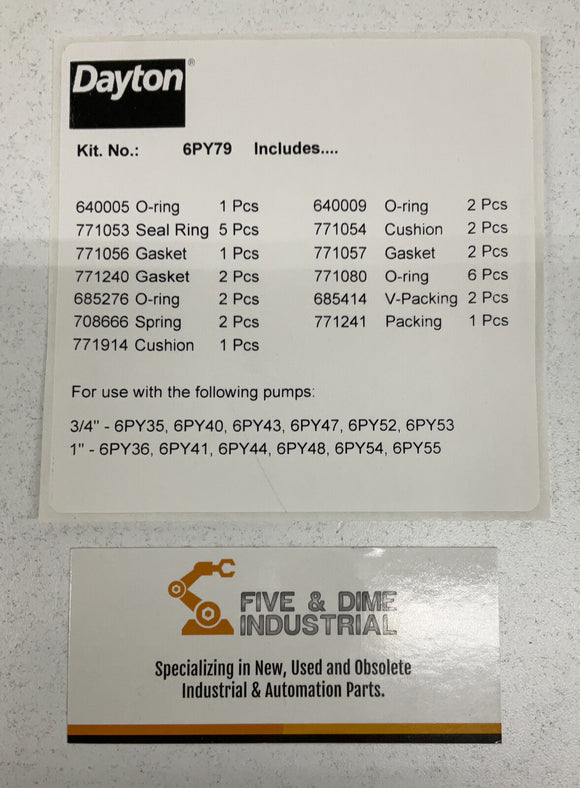 Dayton®
Kit. No.: 6PY79 Includes....
640005 O-ring 1 Pcs 640009 O-ring 2 Pcs
771053 Seal Ring 5 Pcs 771054 Cushion 2 Pcs
771056 Gasket 1 Pcs 771057 Gasket 2 Pcs
771240 Gasket 2 Pcs 771080 O-ring 6 Pcs
685276 O-ring 2 Pcs 685414 V-Packing 2 Pcs
708666 Spring 2 Pcs 771241 Packing 1 Pcs
771914 Cushion 1 Pcs
For use with the following pumps:
3/4" - 6PY35, 6PY40, 6PY43, 6PY47, 6PY52, 6PY53
1" - 6PY36, 6PY41, 6PY44, 6PY48, 6PY54, 6PY55
FIVE & DIME
INDUSTRIAL
Specializing in New, Used and Obsolete
Industrial & Automation Parts.